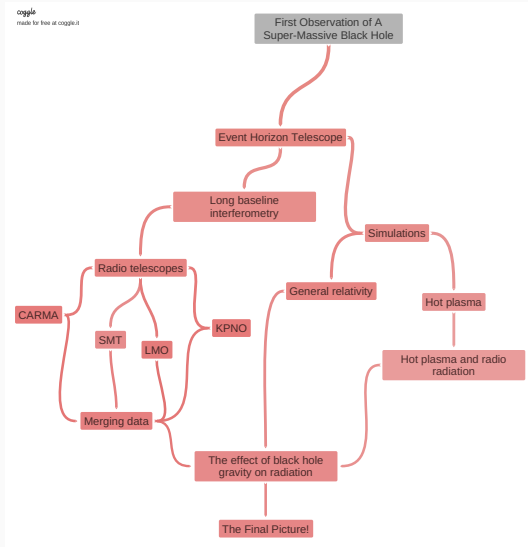 coggle
made for free at coggle.it
First Observation of A
Super-Massive Black Hole
Event Horizon Telescope
Long baseline
interferometry
Simulations
Radio telescopes
General relativity
Hot plasma
CARMA
KPNO
SMT
LMO
Hot plasma and radio
radiation
Merging data
The effect of black hole
gravity on radiation
The Final Picture!